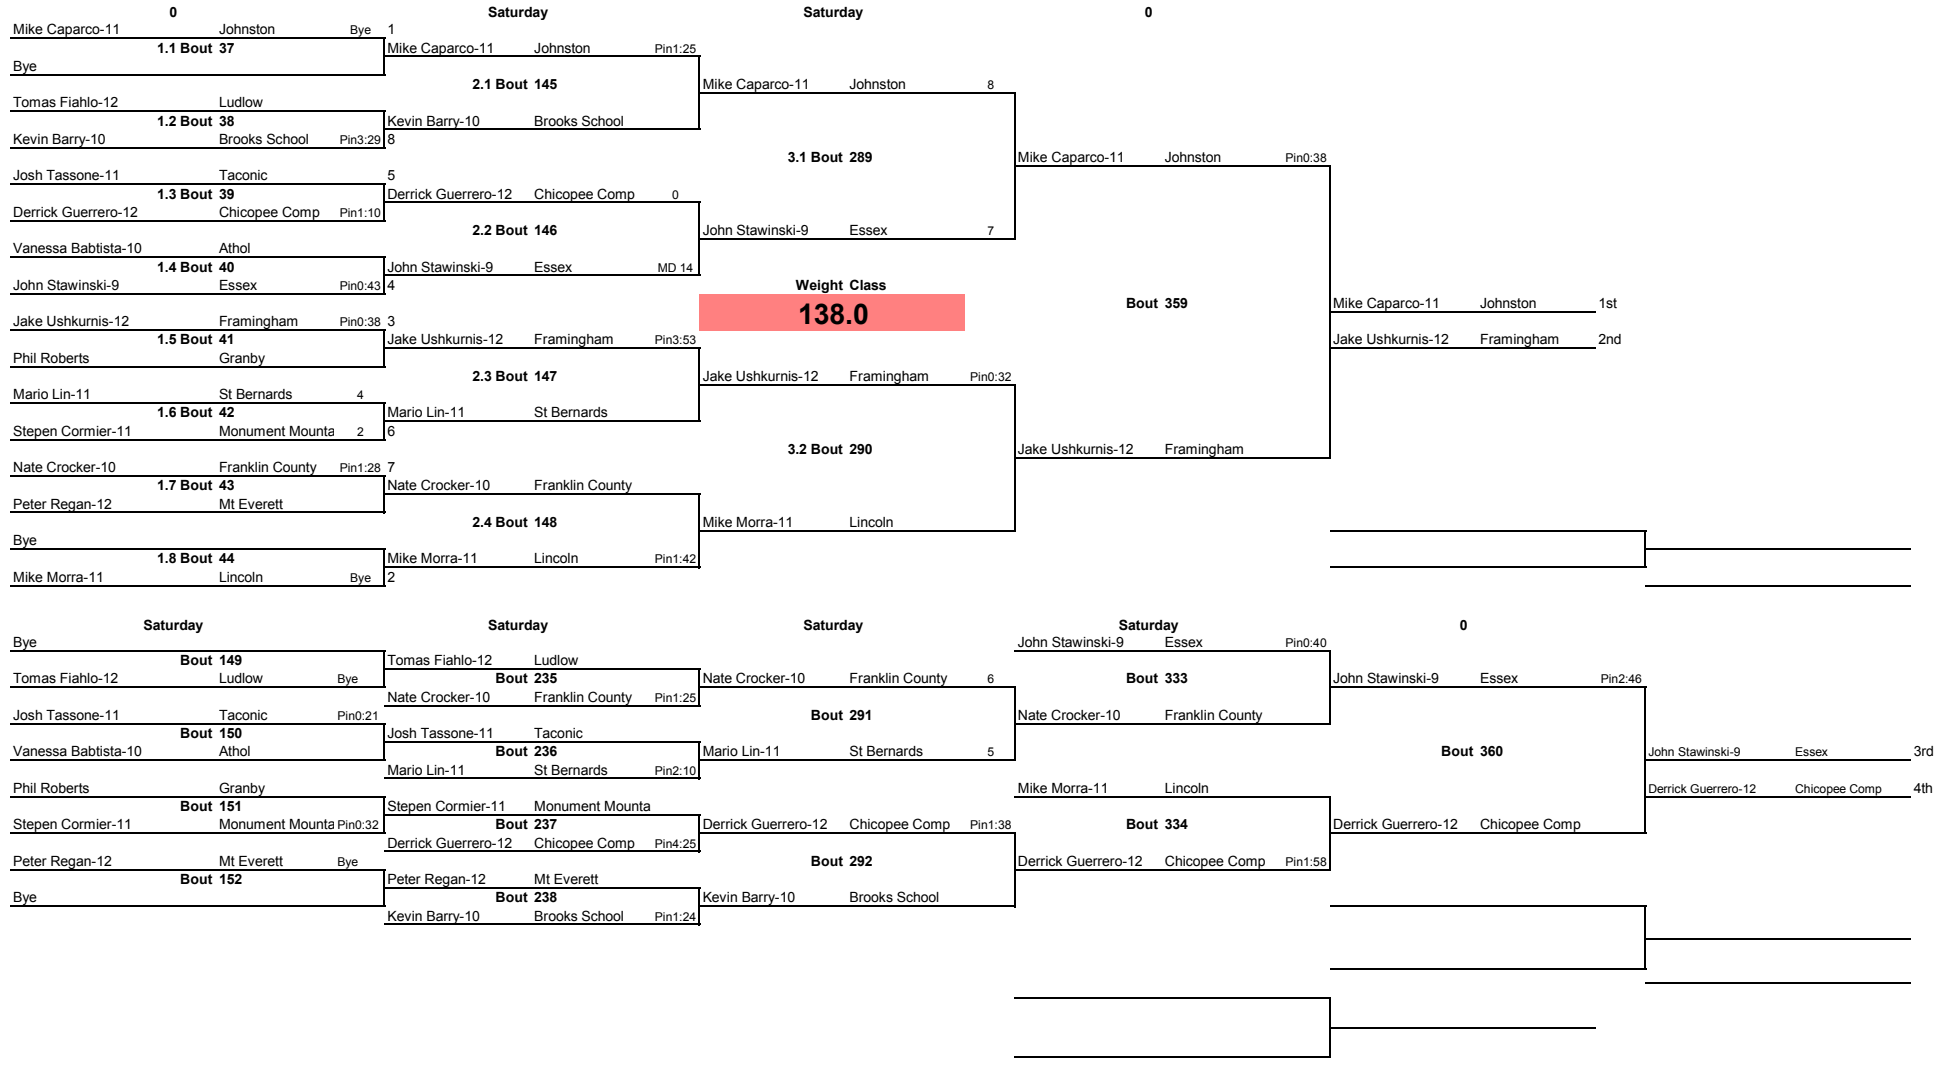 0 Saturday Saturday 0
Mike Caparco-11 Johnston Bye 1
1.1 Bout 37 Mike Caparco-11 Johnston Pin1:25
Bye
2.1 Bout 145 Mike Caparco-11 Johnston 8
Tomas Fiahlo-12 Ludlow
1.2 Bout 38 Kevin Barry-10 Brooks School
Kevin Barry-10 Brooks School Pin3:29 8
3.1 Bout 289 Mike Caparco-11 Johnston Pin0:38
Josh Tassone-11 Taconic 5
1.3 Bout 39 Derrick Guerrero-12 Chicopee Comp 0
Derrick Guerrero-12 Chicopee Comp Pin1:10
2.2 Bout 146 John Stawinski-9 Essex 7
Vanessa Babtista-10 Athol
1.4 Bout 40 John Stawinski-9 Essex MD 14
John Stawinski-9 Essex Pin0:43 4 Weight Class
138.0 Bout 359 Mike Caparco-11 Johnston 1st
Jake Ushkurnis-12 Framingham Pin0:38 3
1.5 Bout 41 Jake Ushkurnis-12 Framingham Pin3:53 Jake Ushkurnis-12 Framingham 2nd
Phil Roberts Granby
2.3 Bout 147 Jake Ushkurnis-12 Framingham Pin0:32
Mario Lin-11 St Bernards 4
1.6 Bout 42 Mario Lin-11 St Bernards
Stepen Cormier-11 Monument Mounta 2 6
3.2 Bout 290 Jake Ushkurnis-12 Framingham
Nate Crocker-10 Franklin County Pin1:28 7
1.7 Bout 43 Nate Crocker-10 Franklin County
Peter Regan-12 Mt Everett
2.4 Bout 148 Mike Morra-11 Lincoln
Bye
1.8 Bout 44 Mike Morra-11 Lincoln Pin1:42
Mike Morra-11 Lincoln Bye 2
Saturday Saturday Saturday Saturday 0
Bye John Stawinski-9 Essex Pin0:40
Bout 149 Tomas Fiahlo-12 Ludlow
Tomas Fiahlo-12 Ludlow Bye Bout 235 Nate Crocker-10 Franklin County 6 Bout 333 John Stawinski-9 Essex Pin2:46
Nate Crocker-10 Franklin County Pin1:25
Josh Tassone-11 Taconic Pin0:21 Bout 291 Nate Crocker-10 Franklin County
Bout 150 Josh Tassone-11 Taconic
Vanessa Babtista-10 Athol Bout 236 Mario Lin-11 St Bernards 5 Bout 360 John Stawinski-9 Essex 3rd
Mario Lin-11 St Bernards Pin2:10
Phil Roberts Granby Mike Morra-11 Lincoln Derrick Guerrero-12 Chicopee Comp 4th
Bout 151 Stepen Cormier-11 Monument Mounta
Stepen Cormier-11 Monument Mounta Pin0:32 Bout 237 Derrick Guerrero-12 Chicopee Comp Pin1:38 Bout 334 Derrick Guerrero-12 Chicopee Comp
Derrick Guerrero-12 Chicopee Comp Pin4:25
Peter Regan-12 Mt Everett Bye Bout 292 Derrick Guerrero-12 Chicopee Comp Pin1:58
Bout 152 Peter Regan-12 Mt Everett
Bye Bout 238 Kevin Barry-10 Brooks School
Kevin Barry-10 Brooks School Pin1:24